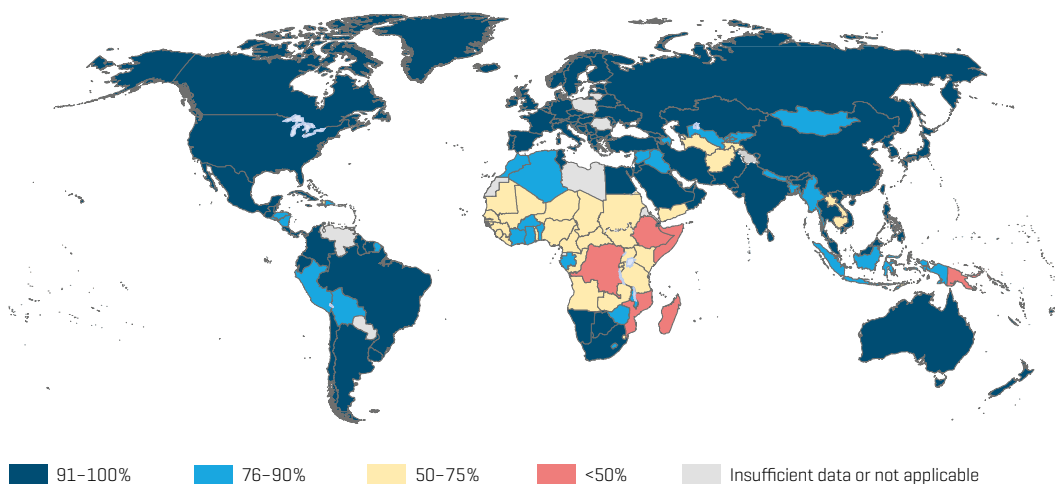 91–100%
76–90%
50–75%
<50%
Insufficient data or not applicable